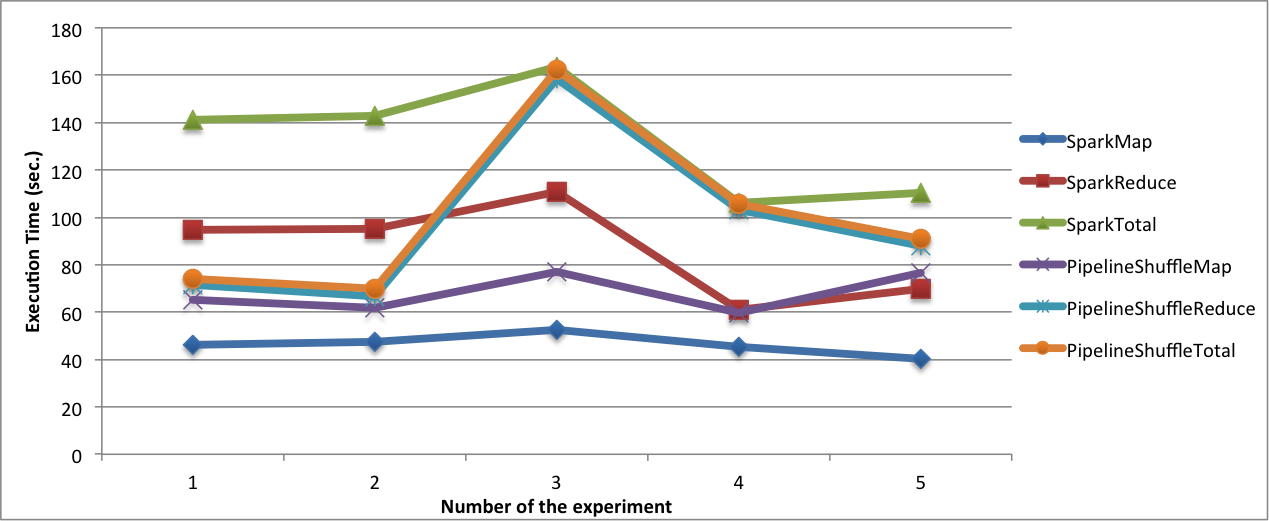 180
160
140
120
100
80
60
40
20
0
Execution Time (sec.)
1 2 3 4 5
Number of the experiment
SparkMap
SparkReduce
SparkTotal
PipelineShuffleMap
PipelineShuffleReduce
PipelineShuffleTotal